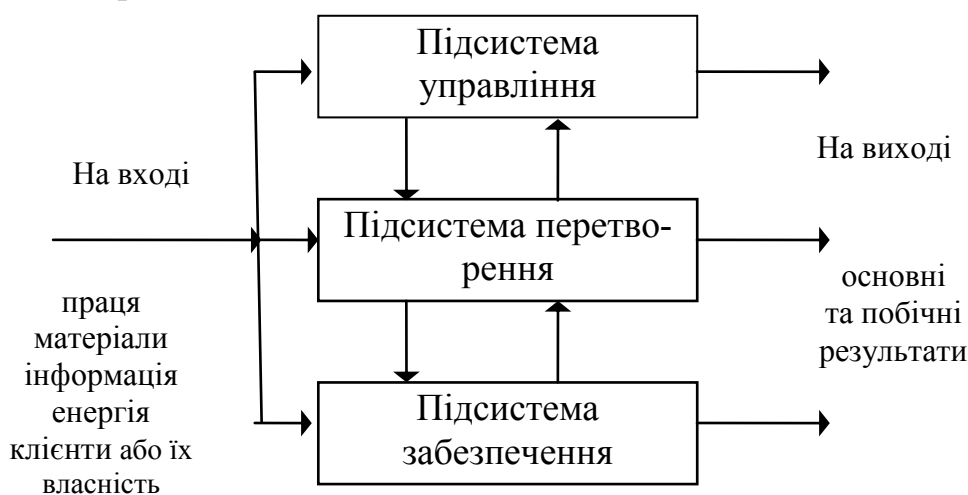 Підсистема
управління
На вході
На виході
Підсистема перетво-
рення
праця
матеріали
інформація
енергія
клієнти або їх
власність
основні
та побічні
результати
Підсистема
забезпечення